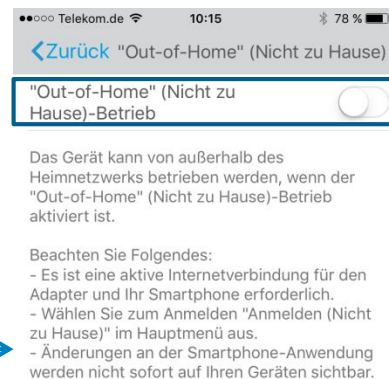 Telekom.de 10:15 78 %
Zurück "Out-of-Home" (Nicht zu Hause)
"Out-of-Home" (Nicht zu
Hause)-Betrieb
Das Gerät kann von außerhalb des
Heimnetzwerks betrieben werden, wenn der
"Out-of-Home" (Nicht zu Hause)-Betrieb
aktiviert ist.
Beachten Sie Folgendes:
- Es ist eine aktive Internetverbindung für den
Adapter und Ihr Smartphone erforderlich.
- Wählen Sie zum Anmelden "Anmelden (Nicht
zu Hause)" im Hauptmenü aus.
- Änderungen an der Smartphone-Anwendung
werden nicht sofort auf Ihren Geräten sichtbar.